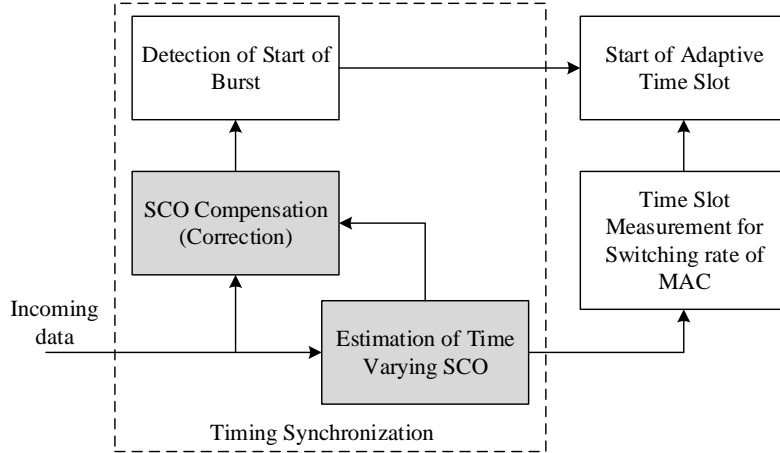 Detection of Start of
Burst
Start of Adaptive
Time Slot
SCO Compensation
(Correction)
Time Slot
Measurement for
Switching rate of
MAC
Incoming
data
Estimation of Time
Varying SCO
Timing Synchronization